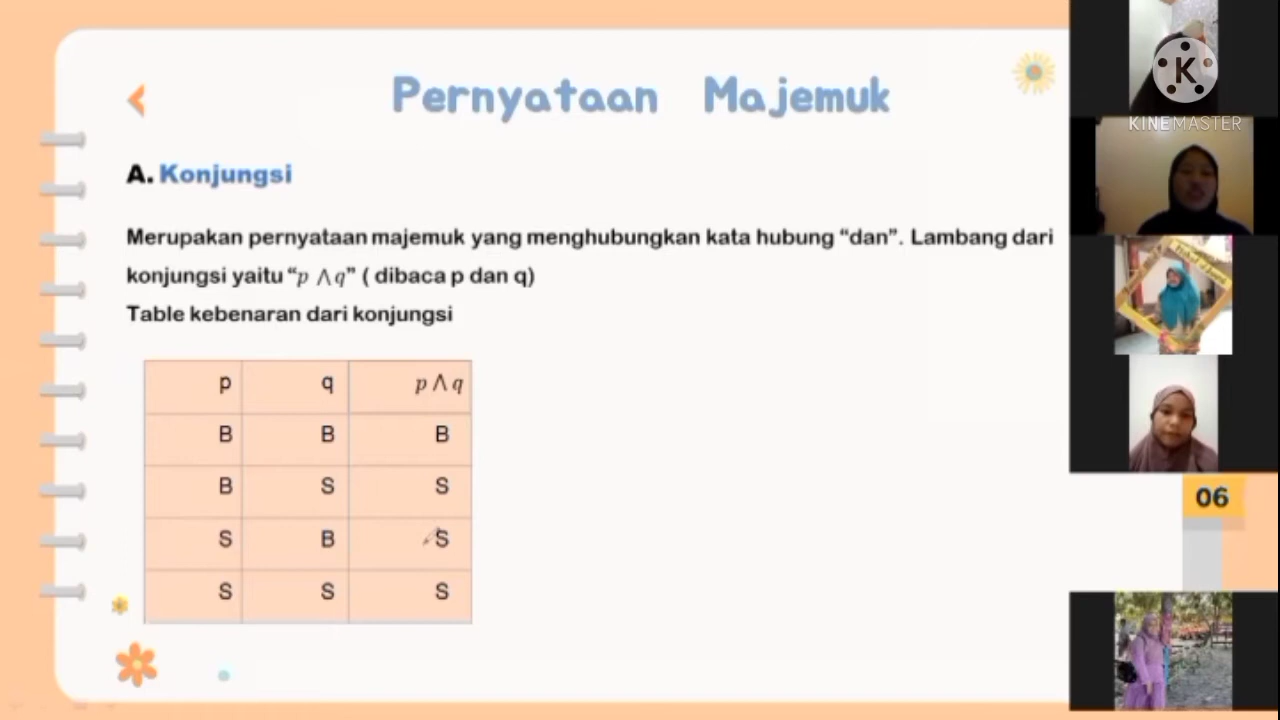 Pernyataan Majemuk
A. Konjungsi
Merupakan pernyataan majemuk yang menghubungkan kata hubung “dan”. Lambang dari
konjungsi yaitu “p ∧q” ( dibaca p dan q)
Table kebenaran dari konjungsi
p q p ∧ q
B B B
B S S
S B S
S S S
K
KINEMASTER
06